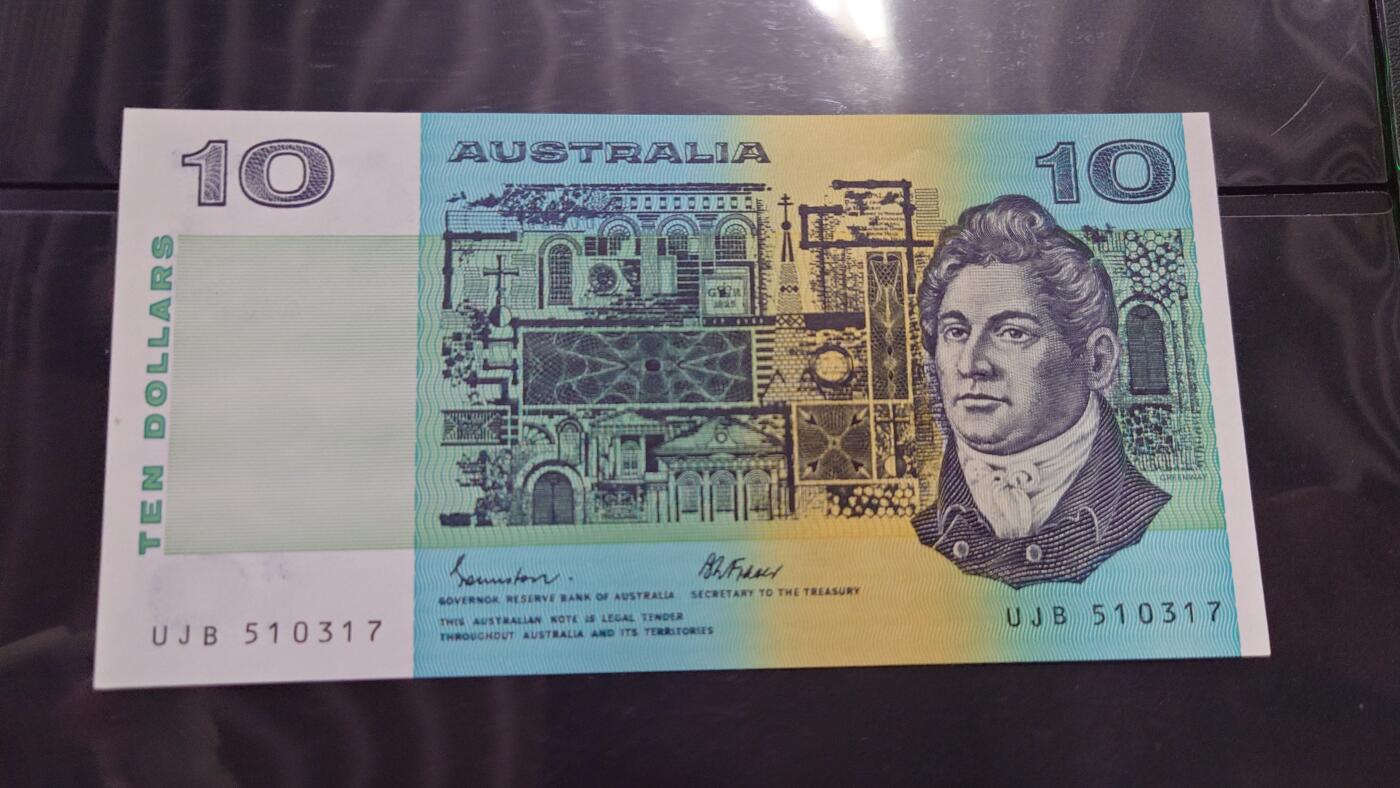 10
AUSTRALIA
10
TEN DOLLARS
G R
GREENWAY
GOVERNOR, RESERVE BANK OF AUSTRALIA
SECRETARY TO THE TREASURY
THIS AUSTRALIAN NOTE IS LEGAL TENDER
THROUGHOUT AUSTRALIA AND ITS TERRITORIES
UJB 510317
UJB 510317